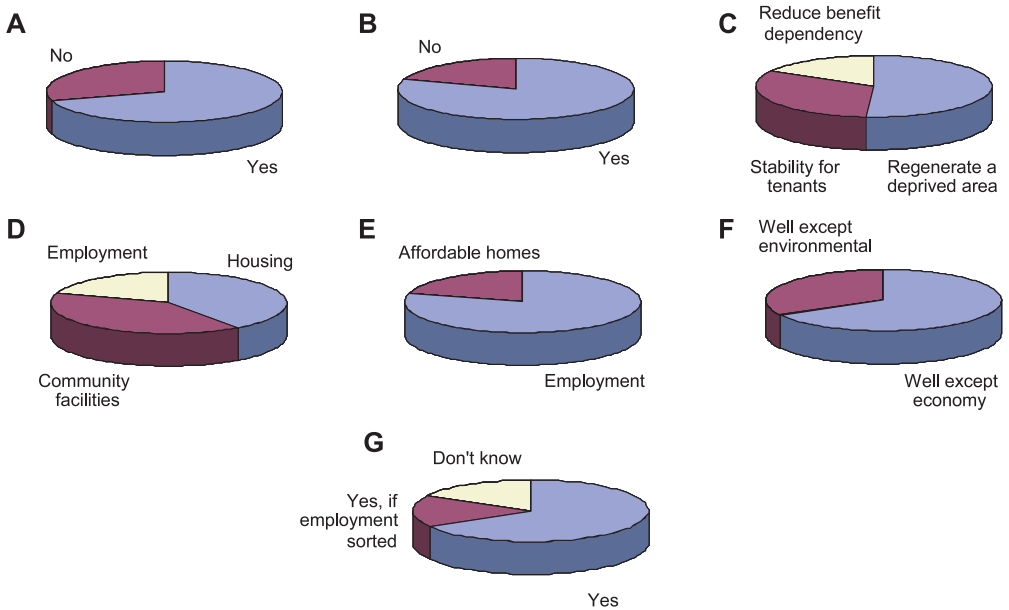 A
No
Yes
B
No
Yes
C
Reduce benefit
dependency
Stability for
tenants
Regenerate a
deprived area
D
Employment
Housing
Community
facilities
E
Affordable homes
Employment
F
Well except
environmental
Well except
economy
G
Don't know
Yes, if
employment
sorted
Yes